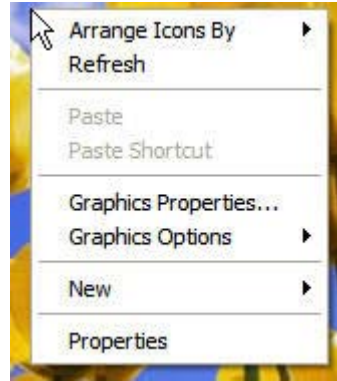 Arrange Icons By
Refresh
Paste
Paste Shortcut
Graphics Properties...
Graphics Options
New
Properties